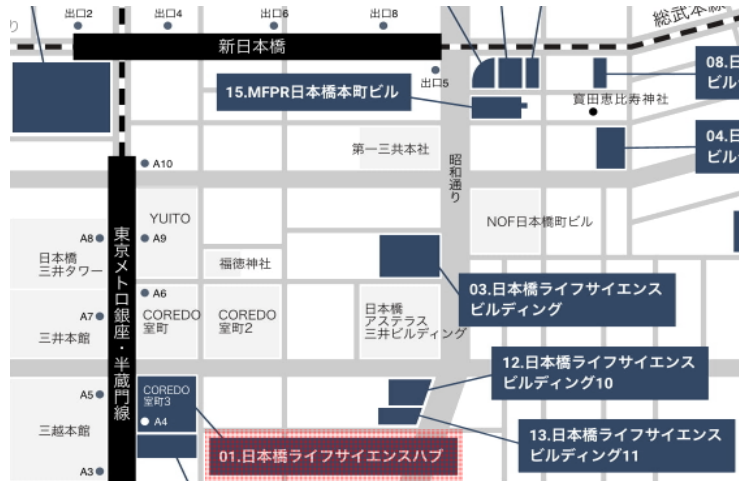 出口2
出口4
出口6
出口8
り
新日本橋
総武本線
出口5
15.MFPR日本橋本町ビル
08.日
ビル
寳田恵比寿神社
第一三共本社
昭和通り
04.日
ビル
A10
YUITO
NOF日本橋町ビル
A8
A9
日本橋
三井タワー
東京メトロ銀座・半蔵門線
福徳神社
03.日本橋ライフサイエンス
ビルディング
A6
A7
三井本館
COREDO
室町
COREDO
室町2
日本橋
アステラス
三井ビルディング
12.日本橋ライフサイエンス
ビルディング10
A5
COREDO
室町3
A4
三越本館
13.日本橋ライフサイエンス
ビルディング11
01.日本橋ライフサイエンスハブ
A3